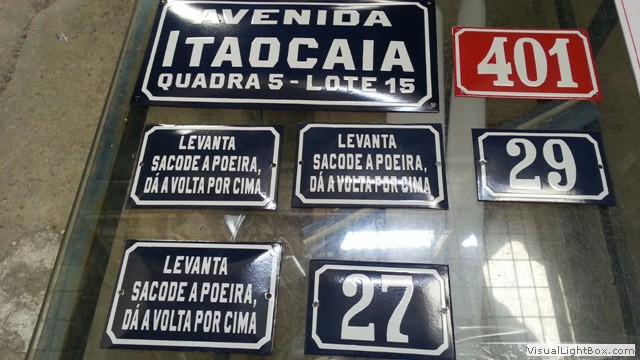 AVENIDA
ITAOCAIA
QUADRA 5 - LOTE 15
401
LEVANTA
SACODE A POEIRA,
DÁ A VOLTA POR CIMA
LEVANTA
SACODE A POEIRA,
DÁ A VOLTA POR CIMA
29
LEVANTA
SACODE A POEIRA,
DÁ A VOLTA POR CIMA
27
VisualLightBox.com